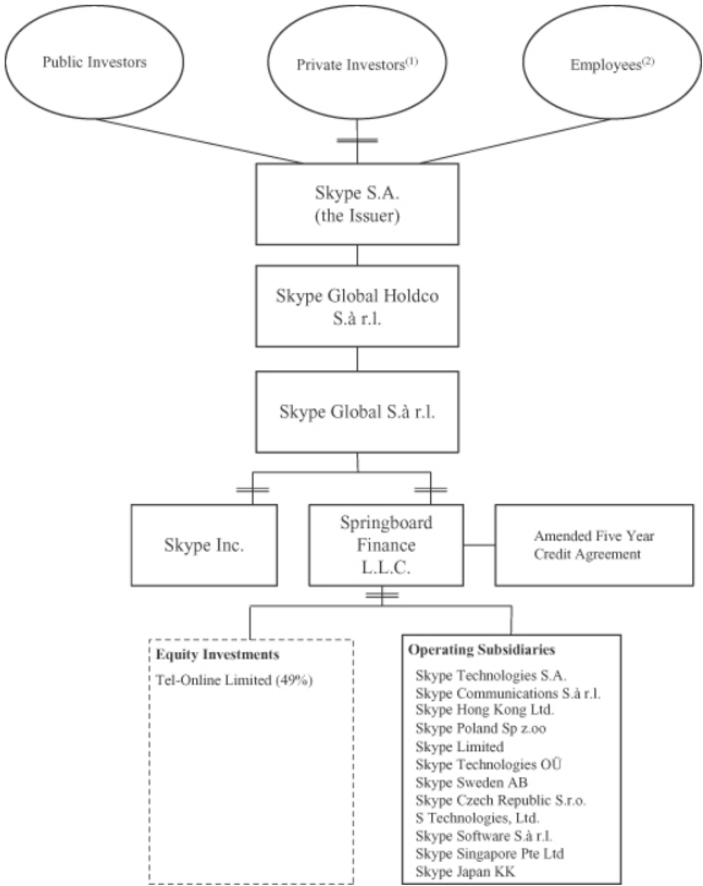 Public Investors
Private Investors(1)
Employees(2)
Skype S.A.
(the Issuer)
Skype Global Holdco
S.à r.l.
Skype Global S.à r.l.
Skype Inc.
Springboard
Finance
L.L.C.
Amended Five Year
Credit Agreement
Equity Investments
Tel-Online Limited (49%)
Operating Subsidiaries
Skype Technologies S.A.
Skype Communications S.à r.l.
Skype Hong Kong Ltd.
Skype Poland Sp z.oo
Skype Limited
Skype Technologies OÜ
Skype Sweden AB
Skype Czech Republic S.r.o.
S Technologies, Ltd.
Skype Software S.à r.l.
Skype Singapore Pte Ltd
Skype Japan KK